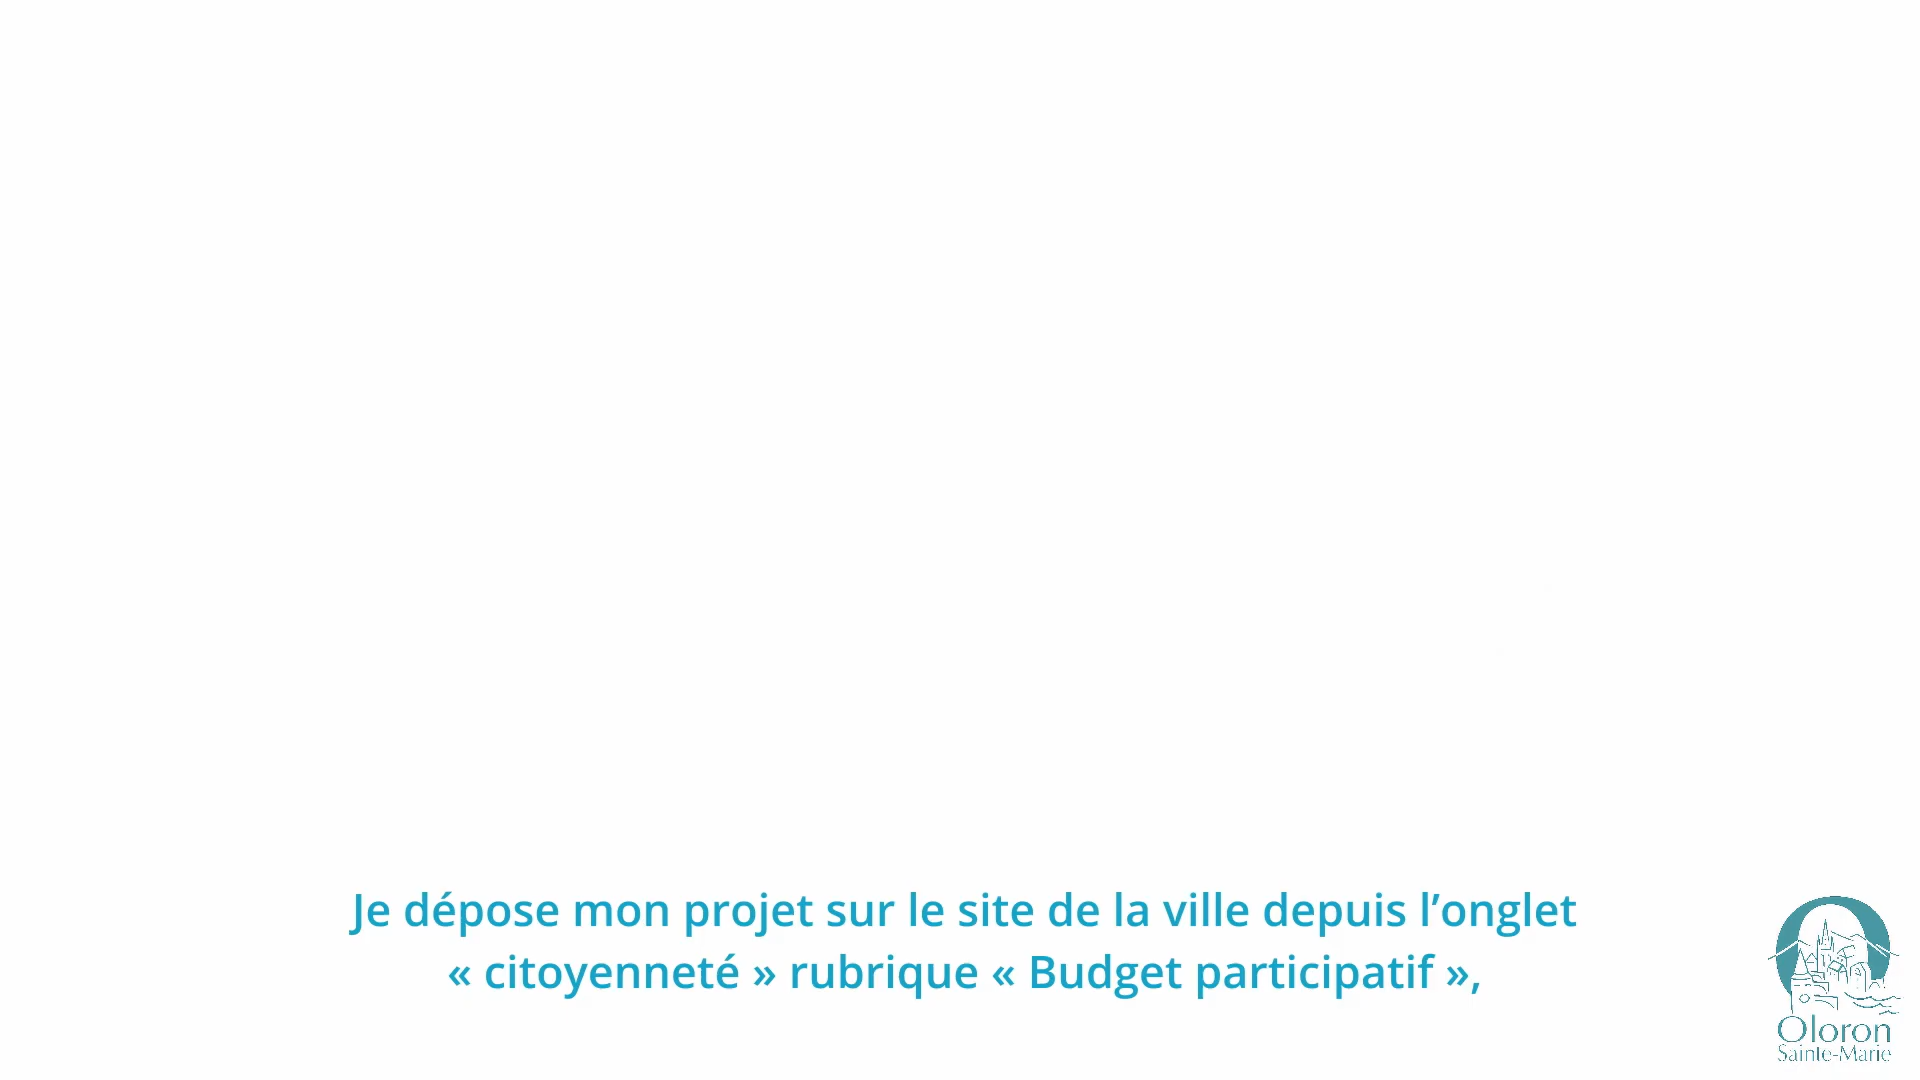 Je dépose mon projet sur le site de la ville depuis l’onglet
« citoyenneté » rubrique « Budget participatif »,
Oloron
Sainte-Marie